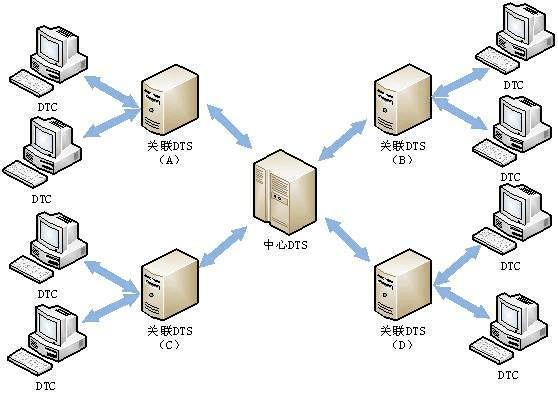 DTC
DTC
关联DTS
（A）
关联DTS
（B）
DTC
DTC
中心DTS
DTC
DTC
关联DTS
（C）
关联DTS
（D）
DTC
DTC